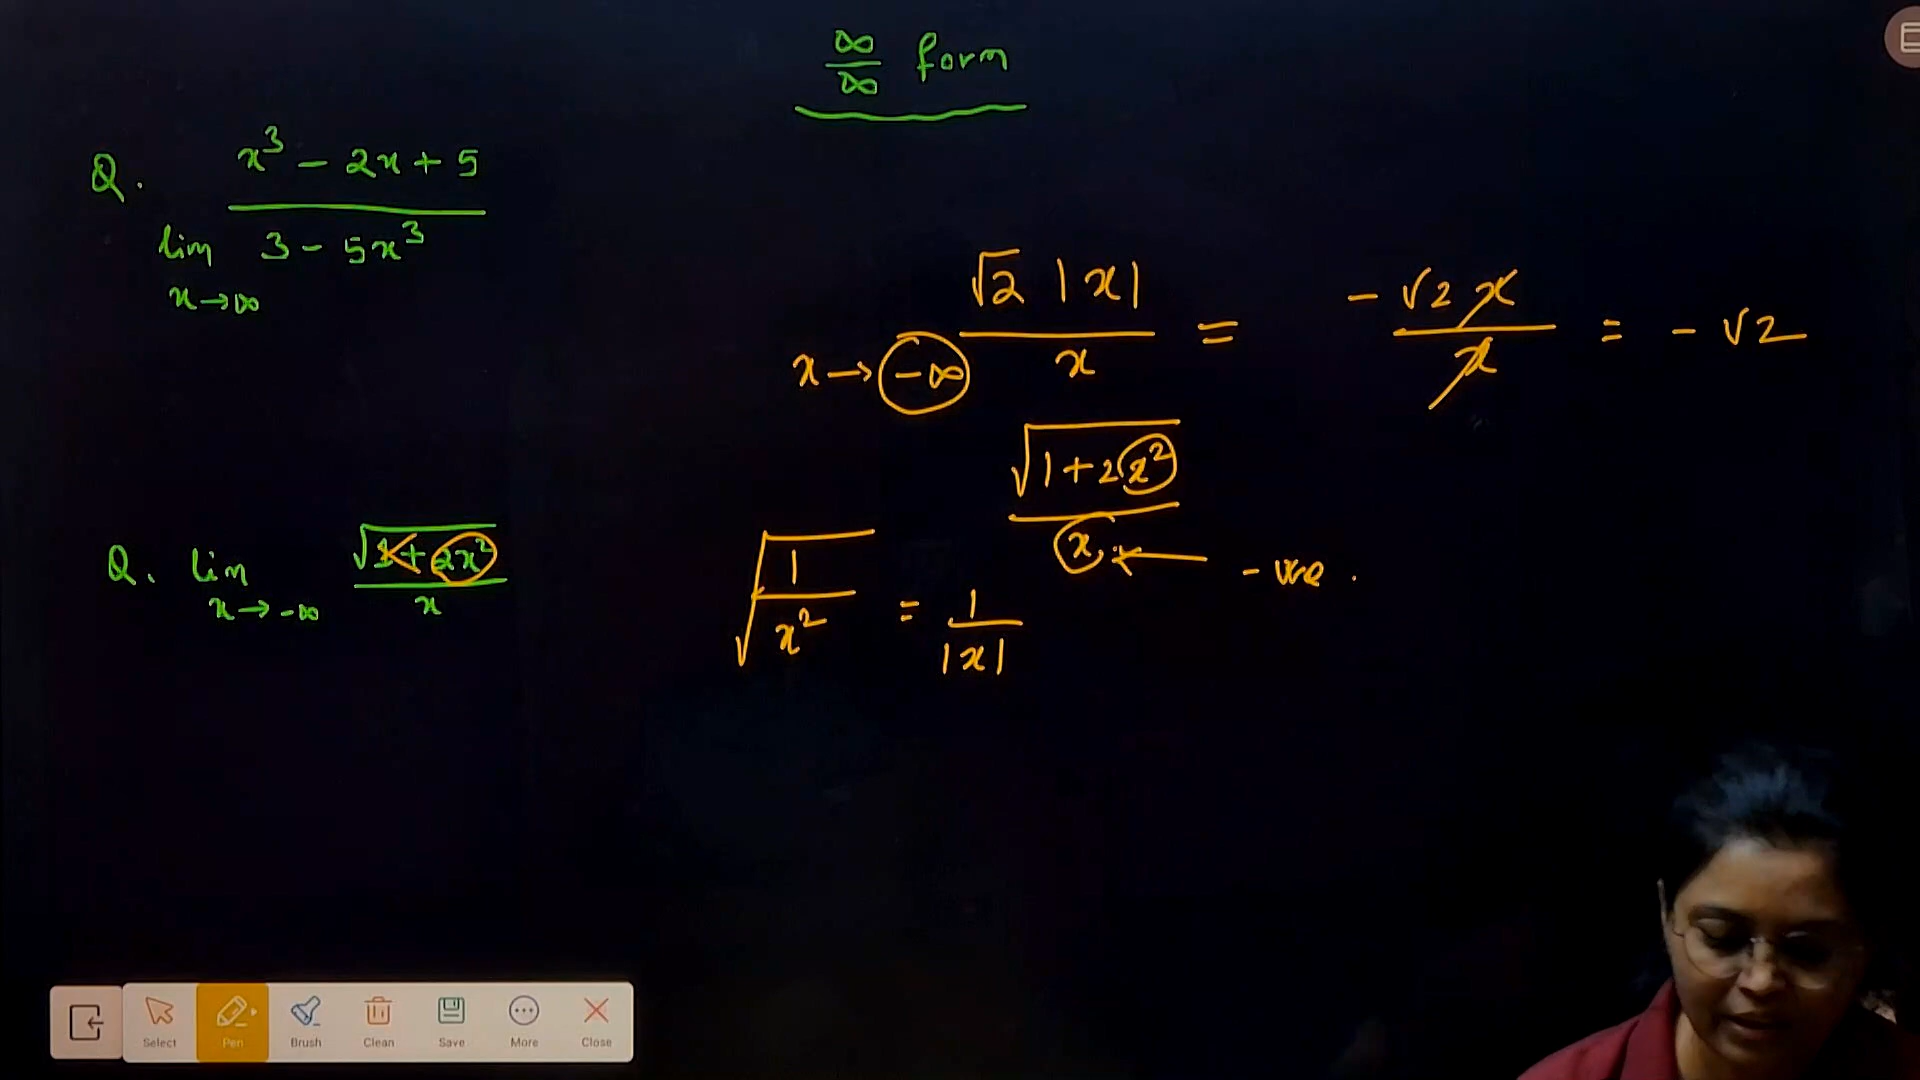 ∞/∞ form
Q. lim x→∞ (x³ - 2x + 5)/(3 - 5x³)
x→ -∞ √2 |x| / x = -√2 x / x = -√2
√(1+2x²) / x ← -ve.
Q. lim x→ -∞ √(1+2x²) / x
√(1/x²) = 1/|x|
Select Pen Brush Clean Save More Close